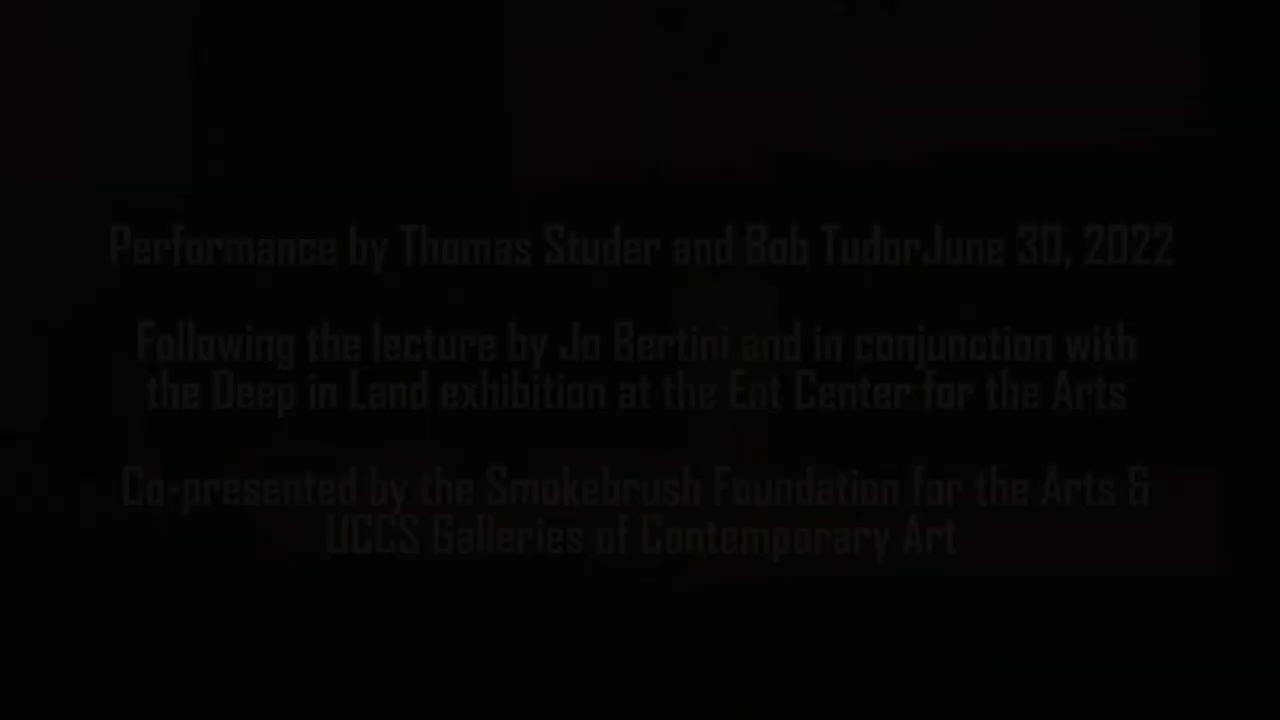 Performance by Thomas Studer and Bob TudorJune 30, 2022
Following the lecture by Jo Bertini and in conjunction with
the Deep in Land exhibition at the Ent Center for the Arts
Co-presented by the Smokebrush Foundation for the Arts &
UCCS Galleries of Contemporary Art